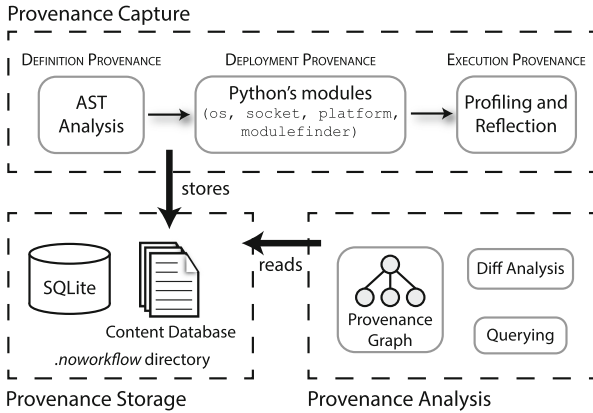 Provenance Capture
DEFINITION PROVENANCE
DEPLOYMENT PROVENANCE
EXECUTION PROVENANCE
AST
Analysis
Python's modules
(os, socket, platform,
modulefinder)
Profiling and
Reflection
stores
reads
SQLite
Content Database
.noworkflow directory
Provenance
Graph
Diff Analysis
Querying
Provenance Storage
Provenance Analysis